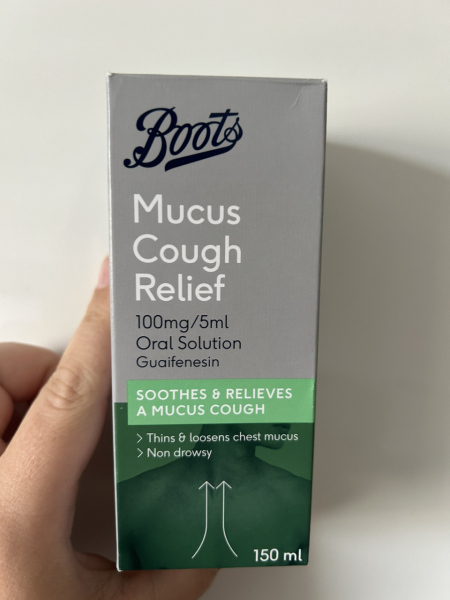 Boots
Mucus
Cough
Relief
100mg/5ml
Oral Solution
Guaifenesin
SOOTHES & RELIEVES
A MUCUS COUGH
> Thins & loosens chest mucus
> Non drowsy
150 ml